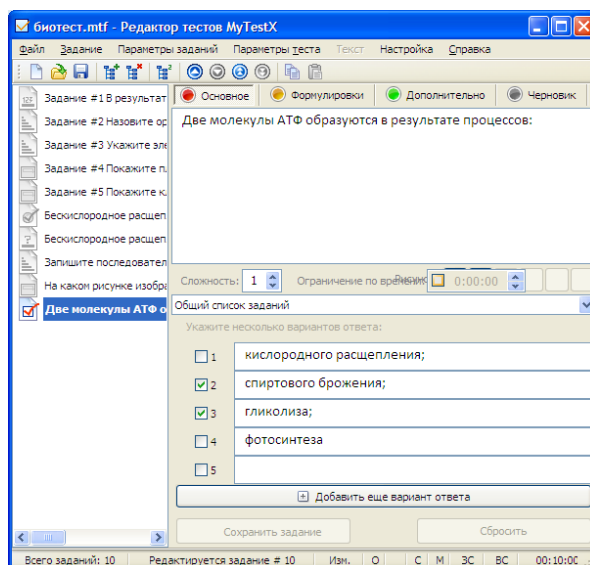 биотест.mtf - Редактор тестов MyTestX
Файл Задание Параметры заданий Параметры теста Текст Настройка Справка
Задание #1 В результат
Задание #2 Назовите ор
Задание #3 Укажите эле
Задание #4 Покажите п.
Задание #5 Покажите к.
Бескислородное расщеп
Бескислородное расщеп
Запишите последовател
На каком рисунке изобра
Две молекулы АТФ о
Основное Формулировки Дополнительно Черновик
Две молекулы АТФ образуются в результате процессов:
Сложность: 1 Ограничение по времени: 0:00:00
Общий список заданий
Укажите несколько вариантов ответа:
1 кислородного расщепления;
2 спиртового брожения;
3 гликолиза;
4 фотосинтеза
5
Добавить еще вариант ответа
Сохранить задание Сбросить
Всего заданий: 10 Редактируется задание # 10 Изм. О С М ЗС ВС 00:10:00